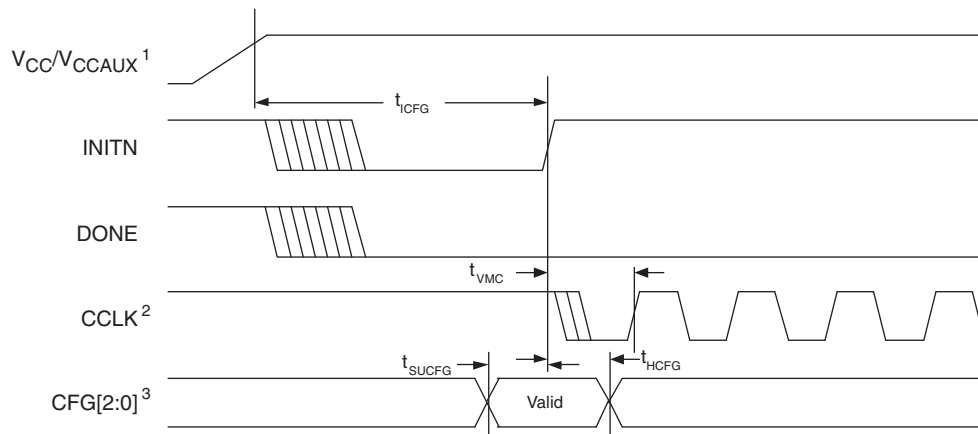 VCC/VCCAUX 1
tICFG
INITN
DONE
tVMC
CCLK 2
tSUCFG
tHCFG
CFG[2:0] 3
Valid